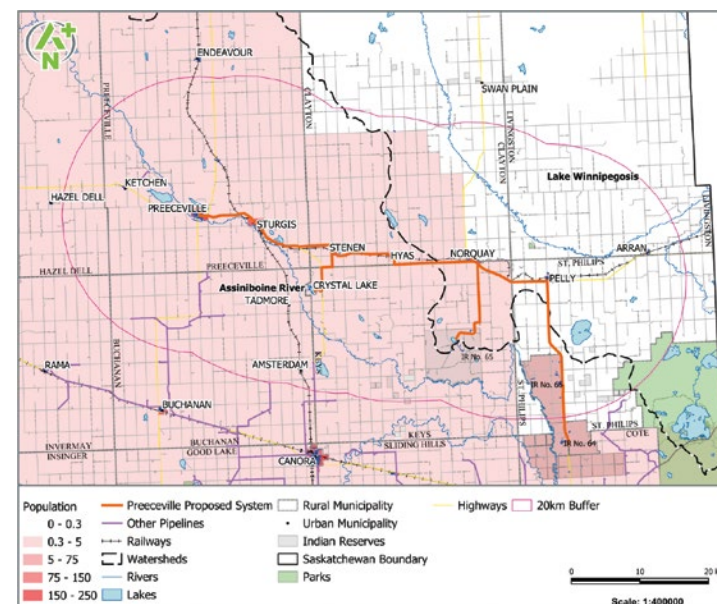 A+
N
ENDEAVOUR
PREECEVILLE
CLAYTON
SWAN PLAIN
LIVINGSTON
CLAYTON
Lake Winnipegosis
LIVINGSTON
KETCHEN
HAZEL DELL
PREECEVILLE
STURGIS
STENEN
HYAS
NORQUAY
ARRAN
ST. PHILIPS
PELLY
HAZEL DELL
PREECEVILLE
Assiniboine River
CRYSTAL LAKE
TADMORE
BUCHANAN
RAMA
AMSTERDAM
KEYS
IR No. 65
ST. PHILIPS
IR No. 66
BUCHANAN
ST. PHILIPS
COTE
INVERMAY
INSINGER
BUCHANAN
GOOD LAKE
KEYS
SLIDING HILLS
IR No. 64
CANORA
Population
0 - 0.3
0.3 - 5
5 - 75
75 - 150
150 - 250
Preeceville Proposed System
Other Pipelines
Railways
Watersheds
Rivers
Lakes
Rural Municipality
Urban Municipality
Indian Reserves
Saskatchewan Boundary
Parks
Highways
20km Buffer
0 10 20 k
Scale: 1:400000